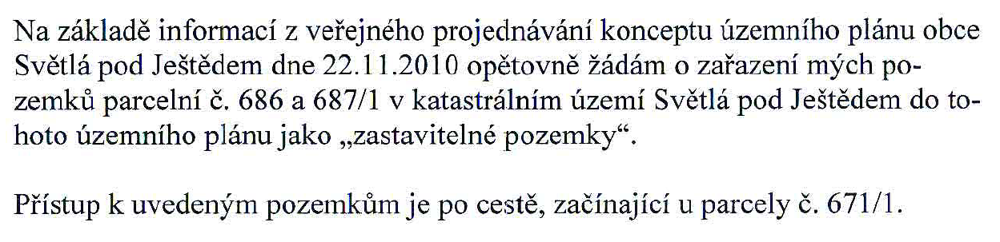 Na základě informací z veřejného projednávání konceptu územního plánu obce
Světlá pod Ještědem dne 22.11.2010 opětovně žádám o zařazení mých po-
zemků parcelní č. 686 a 687/1 v katastrálním území Světlá pod Ještědem do to-
hoto územního plánu jako „zastavitelné pozemky“.

Přístup k uvedeným pozemkům je po cestě, začínající u parcely č. 671/1.